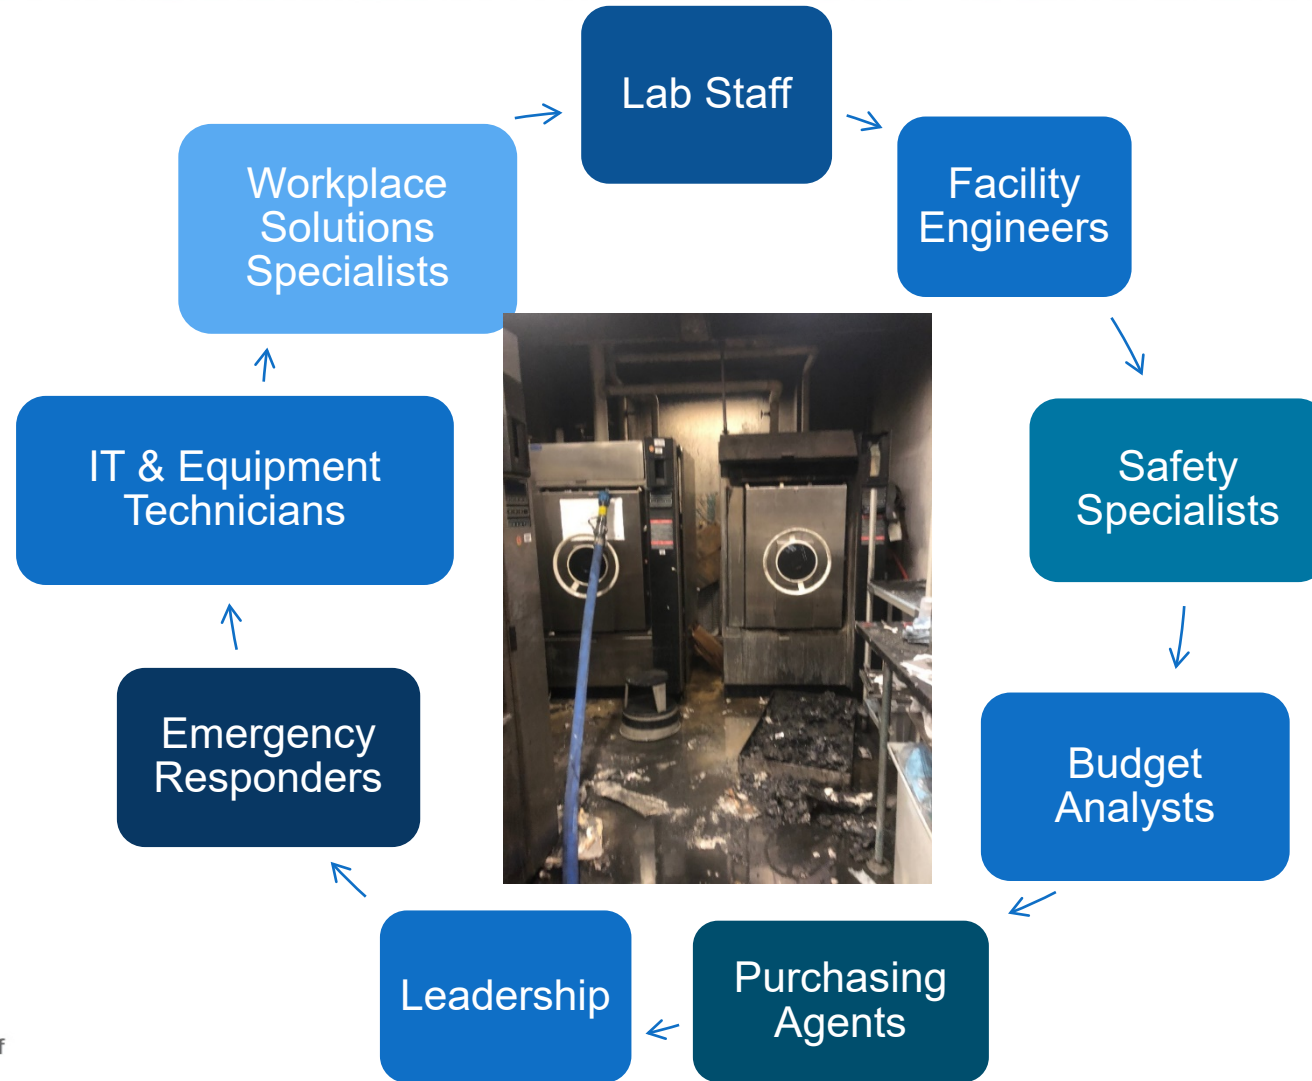 Lab Staff
Facility
Engineers
Safety
Specialists
Budget
Analysts
Purchasing
Agents
Leadership
Emergency
Responders
IT & Equipment
Technicians
Workplace
Solutions
Specialists
f